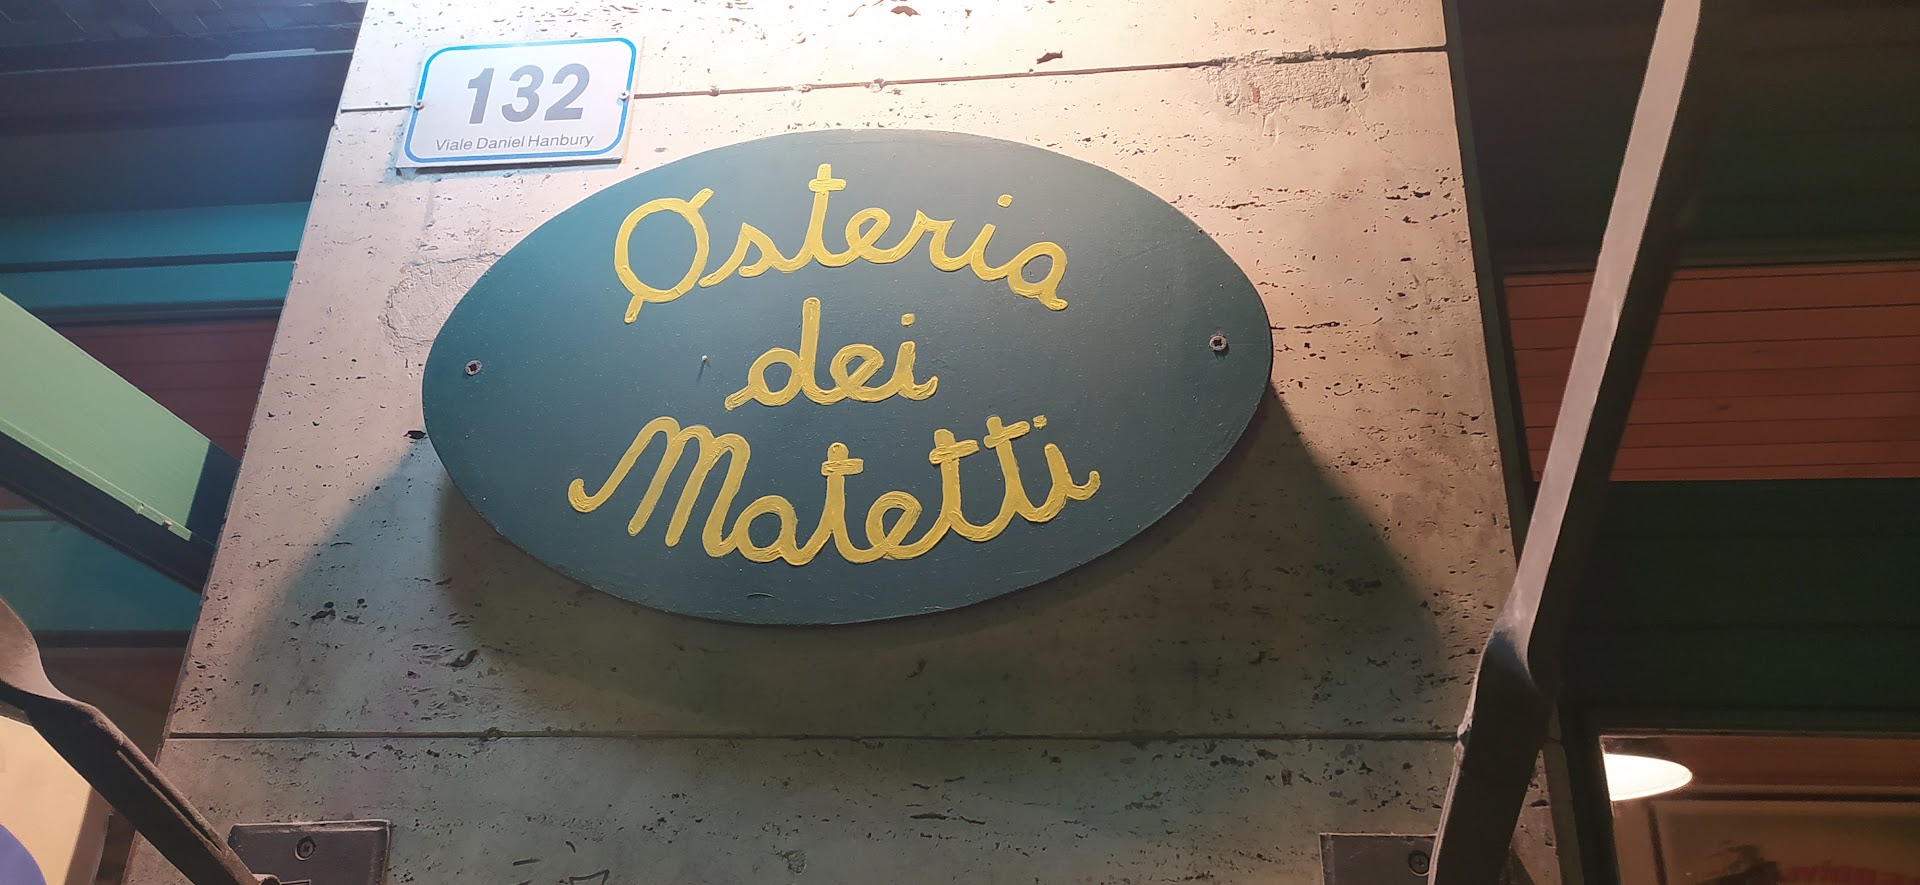 132
Viale Daniel Hanbury
Osteria
dei
Matetti